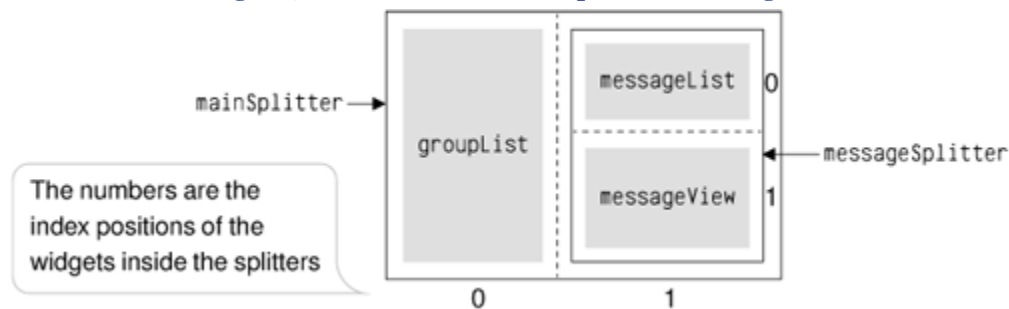 messageList
0
mainSplitter
groupList
messageSplitter
messageView
1
The numbers are the
index positions of the
widgets inside the splitters
0
1